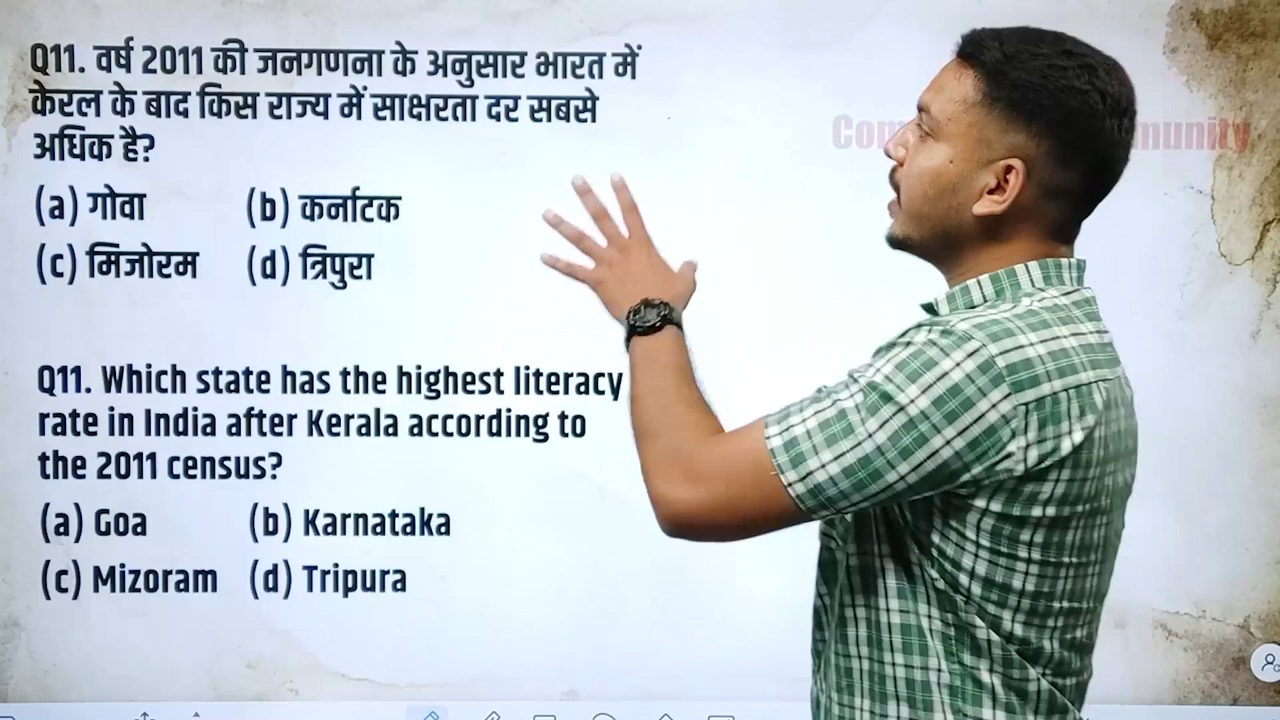 Q11. वर्ष 2011 की जनगणना के अनुसार भारत में
केरल के बाद किस राज्य में साक्षरता दर सबसे
अधिक है?
(a) गोवा (b) कर्नाटक
(c) मिजोरम (d) त्रिपुरा
Q11. Which state has the highest literacy
rate in India after Kerala according to
the 2011 census?
(a) Goa (b) Karnataka
(c) Mizoram (d) Tripura